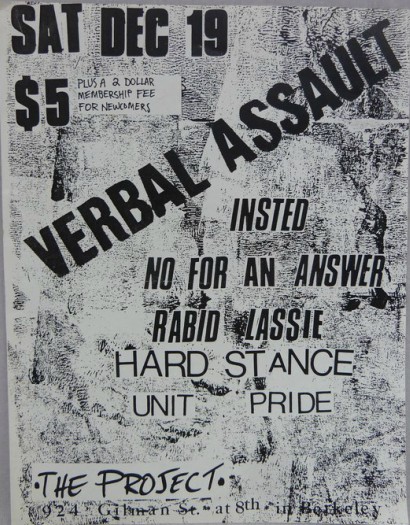 SAT DEC 19
$5 PLUS A 2 DOLLAR
MEMBERSHIP FEE
FOR NEWCOMERS
VERBAL ASSAULT
INSTED
NO FOR AN ANSWER
RABID LASSIE
HARD STANCE
UNIT PRIDE
•THE PROJECT•
924 Gilman St. at 8th in Berkeley